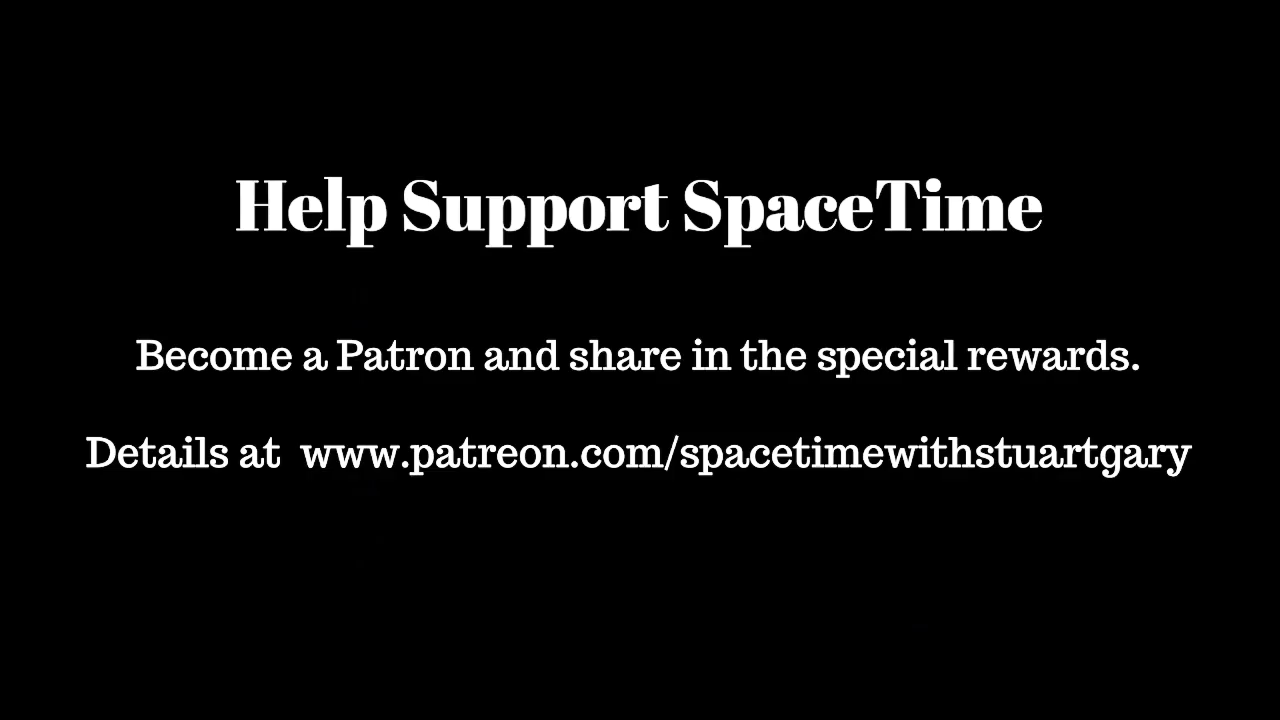 Help Support SpaceTime
Become a Patron and share in the special rewards.
Details at  www.patreon.com/spacetimewithstuartgary